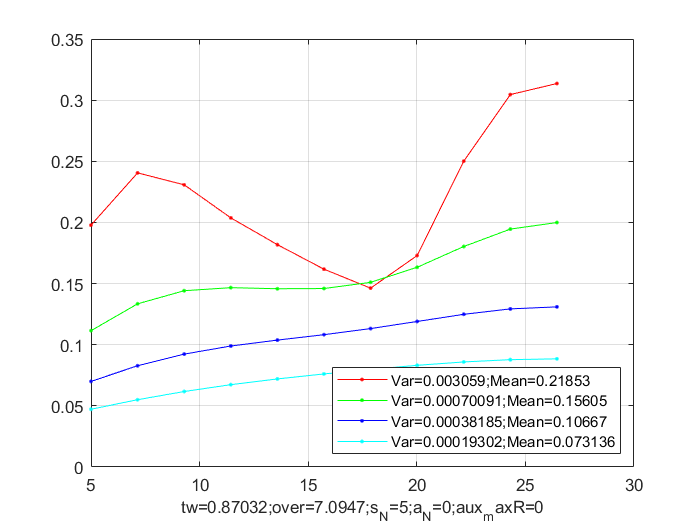 0.35
0.3
0.25
0.2
0.15
0.1
0.05
0
Var=0.003059;Mean=0.21853
Var=0.00070091;Mean=0.15605
Var=0.00038185;Mean=0.10667
Var=0.00019302;Mean=0.073136
5 10 15 20 25 30
tw=0.87032;over=7.0947;s_N=5;a_N=0;aux_maxR=0